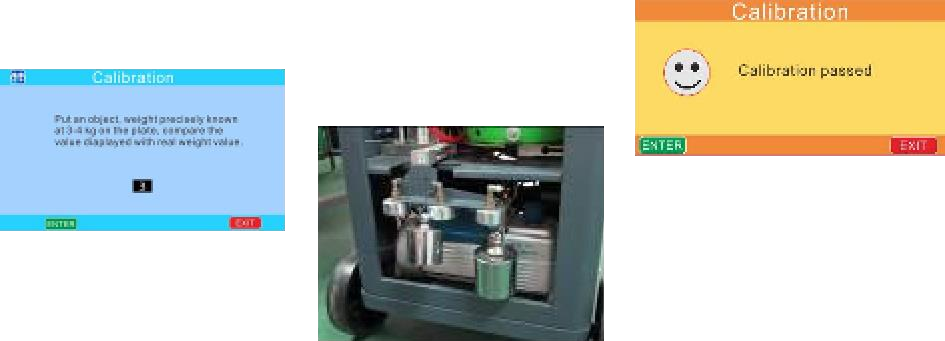 Calibration
Put an object, weight precisely known
at 3-4 kg on the plate, compare the
value displayed with real weight value.
ENTER
EXIT
Calibration
Calibration passed
ENTER
EXIT